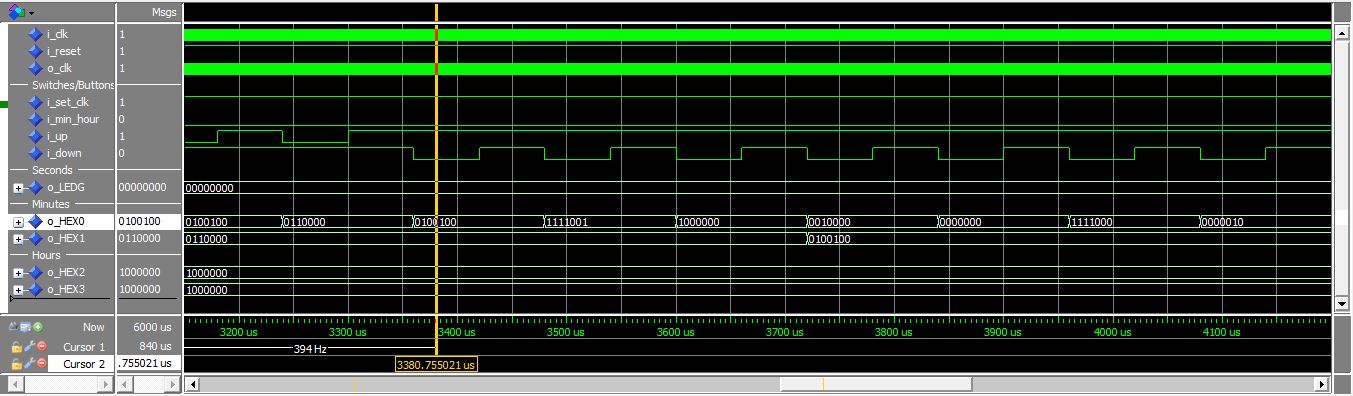 Msgs
i_clk 1
i_reset 1
o_clk 1
Switches/Buttons
i_set_clk 1
i_min_hour 0
i_up 1
i_down 0
Seconds
o_LEDG 00000000 00000000
Minutes
o_HEX0 0100100 0100100 0110000 0100100 1111001 1000000 0010000 0000000 1111000 0000010
o_HEX1 0110000 0110000 0100100
Hours
o_HEX2 1000000 1000000
o_HEX3 1000000 1000000
Now 6000 us 3200 us 3300 us 3400 us 3500 us 3600 us 3700 us 3800 us 3900 us 4000 us 4100 us
Cursor 1 840 us 394 Hz
Cursor 2 .755021 us 3380.755021 us